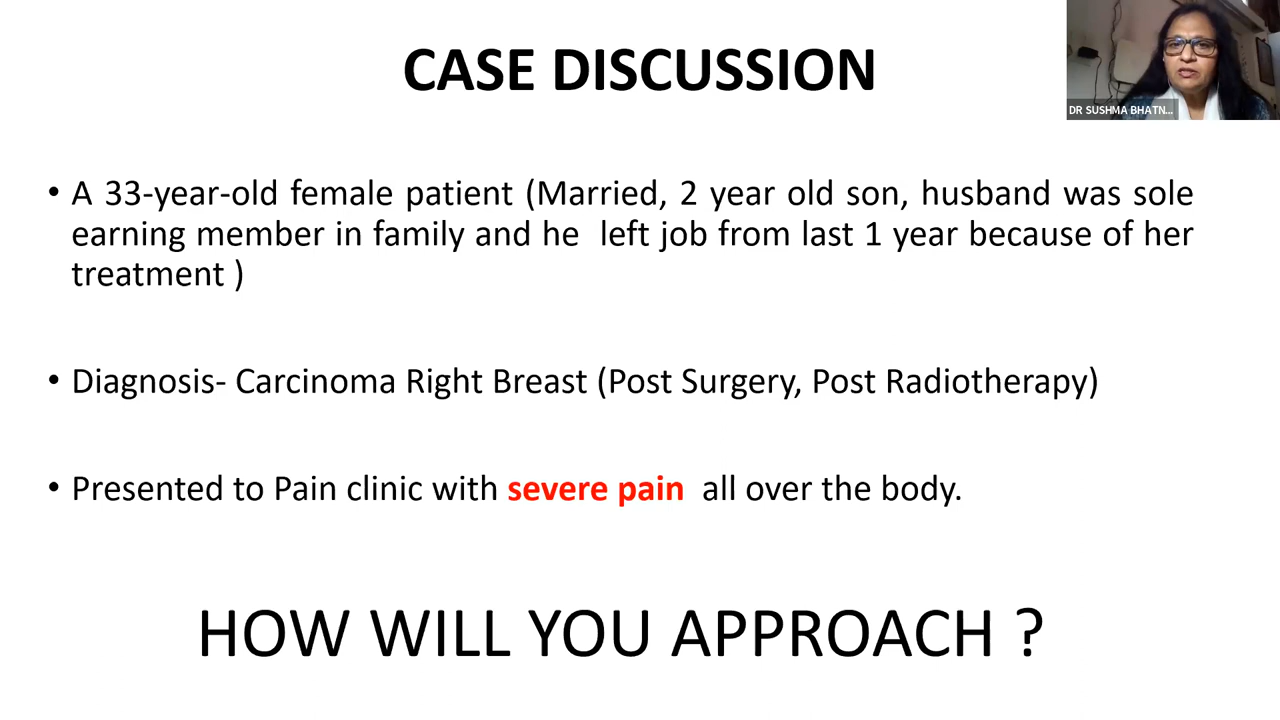 CASE DISCUSSION
DR SUSHMA BHATN...
• A 33-year-old female patient (Married, 2 year old son, husband was sole
earning member in family and he left job from last 1 year because of her
treatment )
• Diagnosis- Carcinoma Right Breast (Post Surgery, Post Radiotherapy)
• Presented to Pain clinic with severe pain all over the body.
HOW WILL YOU APPROACH ?